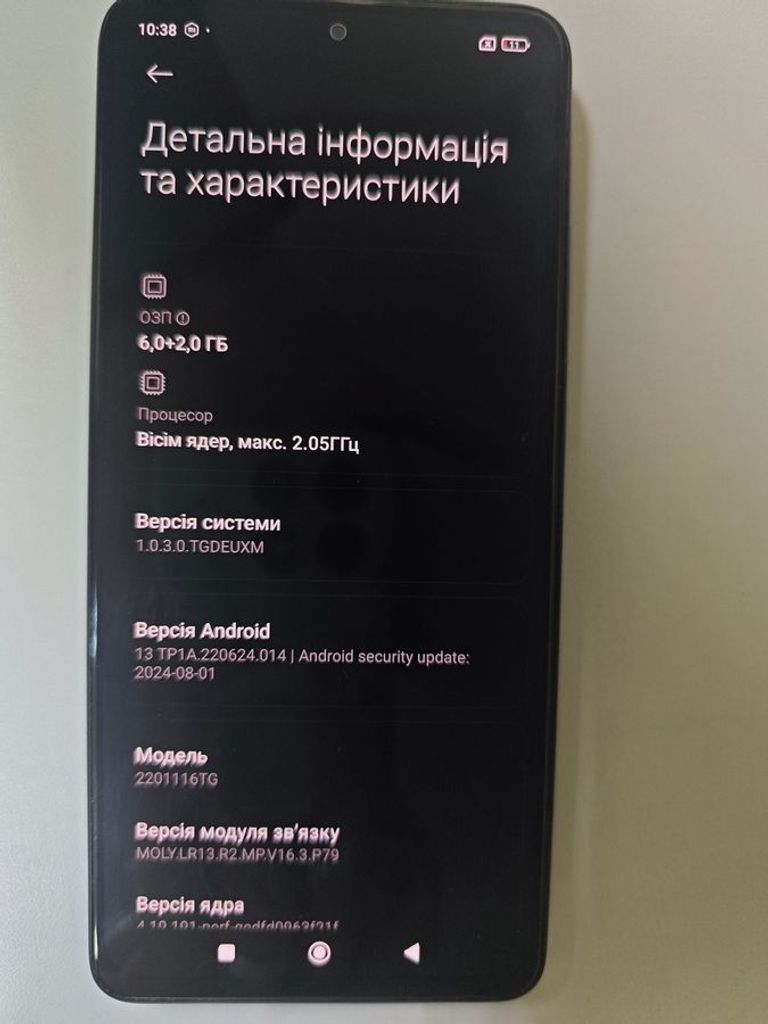 10:38
11
Детальна інформація
та характеристики
ОЗП
6,0+2,0 ГБ
Процесор
Вісім ядер, макс. 2.05ГГц
Версія системи
1.0.3.0.TGDEUXM
Версія Android
13 TP1A.220624.014 | Android security update:
2024-08-01
Модель
2201116TG
Версія модуля зв'язку
MOLY.LR13.R2.MP.V16.3.P79
Версія ядра